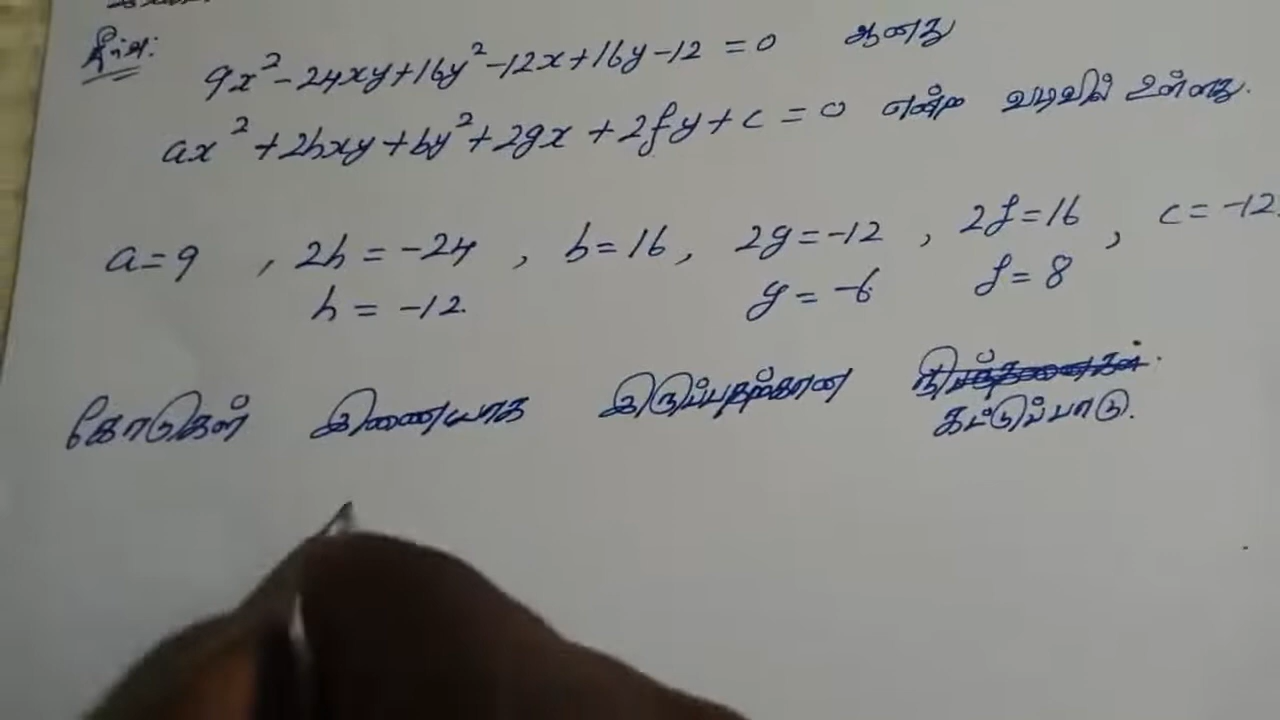 தீர்வு:
9x² - 24xy + 16y² - 12x + 16y - 12 = 0 ஆனது
ax² + 2hxy + by² + 2gx + 2fy + c = 0 என்ற வடிவில் உள்ளது.
a = 9 , 2h = -24 , b = 16 , 2g = -12 , 2f = 16 , c = -12
h = -12. g = -6 f = 8
கோடுகள் இணையாக இருப்பதற்கான
கட்டுப்பாடு.